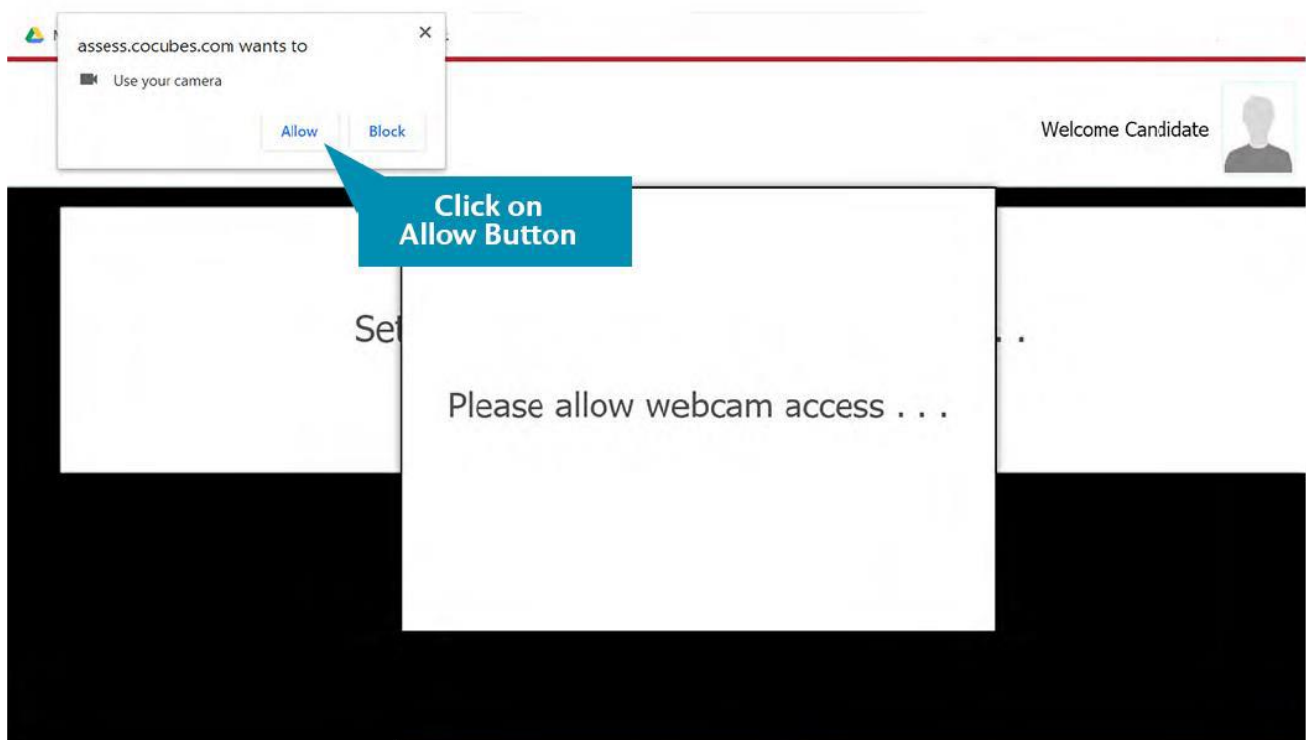 assess.cocubes.com wants to
Use your camera
Allow Block
Welcome Candidate
Click on
Allow Button
Set
. .
Please allow webcam access . . .